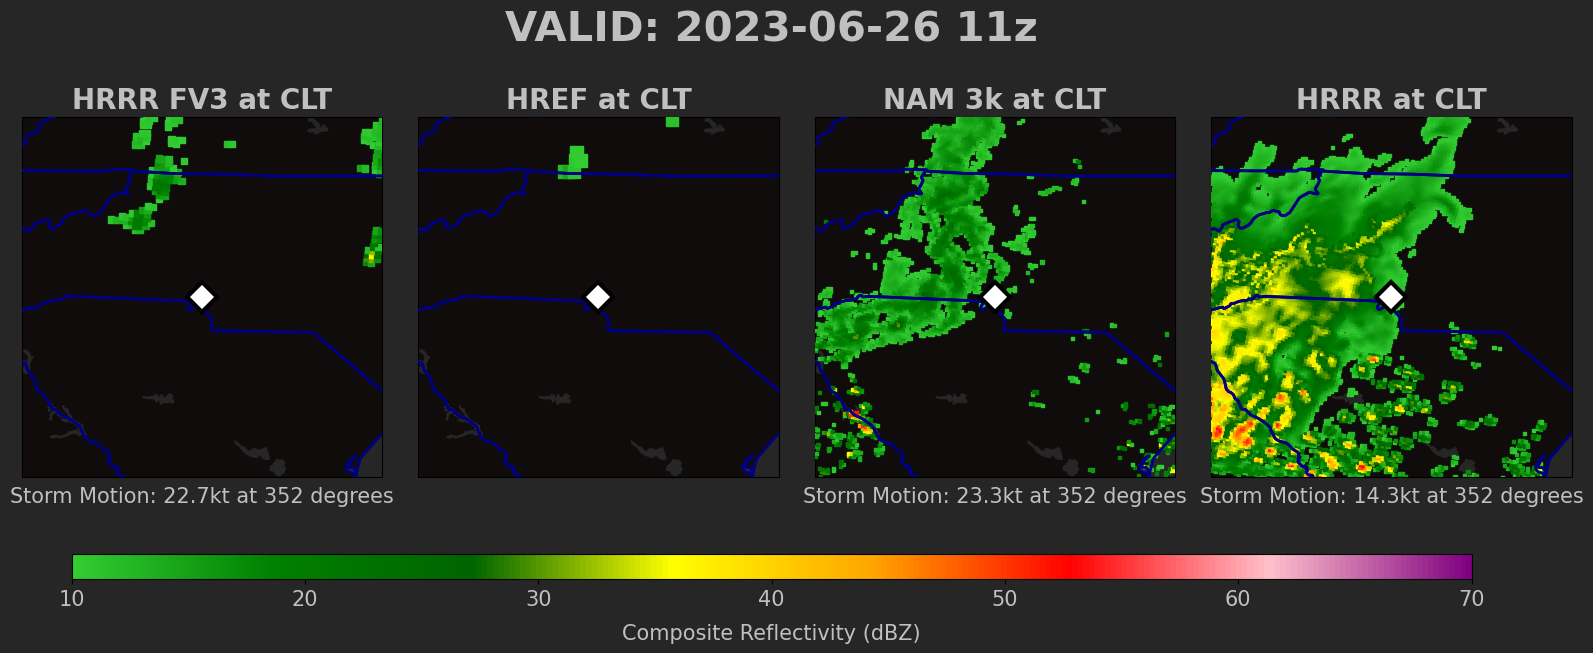 VALID: 2023-06-26 11z
HRRR FV3 at CLT
HREF at CLT
NAM 3k at CLT
HRRR at CLT
Storm Motion: 22.7kt at 352 degrees
Storm Motion: 23.3kt at 352 degrees
Storm Motion: 14.3kt at 352 degrees
10 20 30 40 50 60 70
Composite Reflectivity (dBZ)